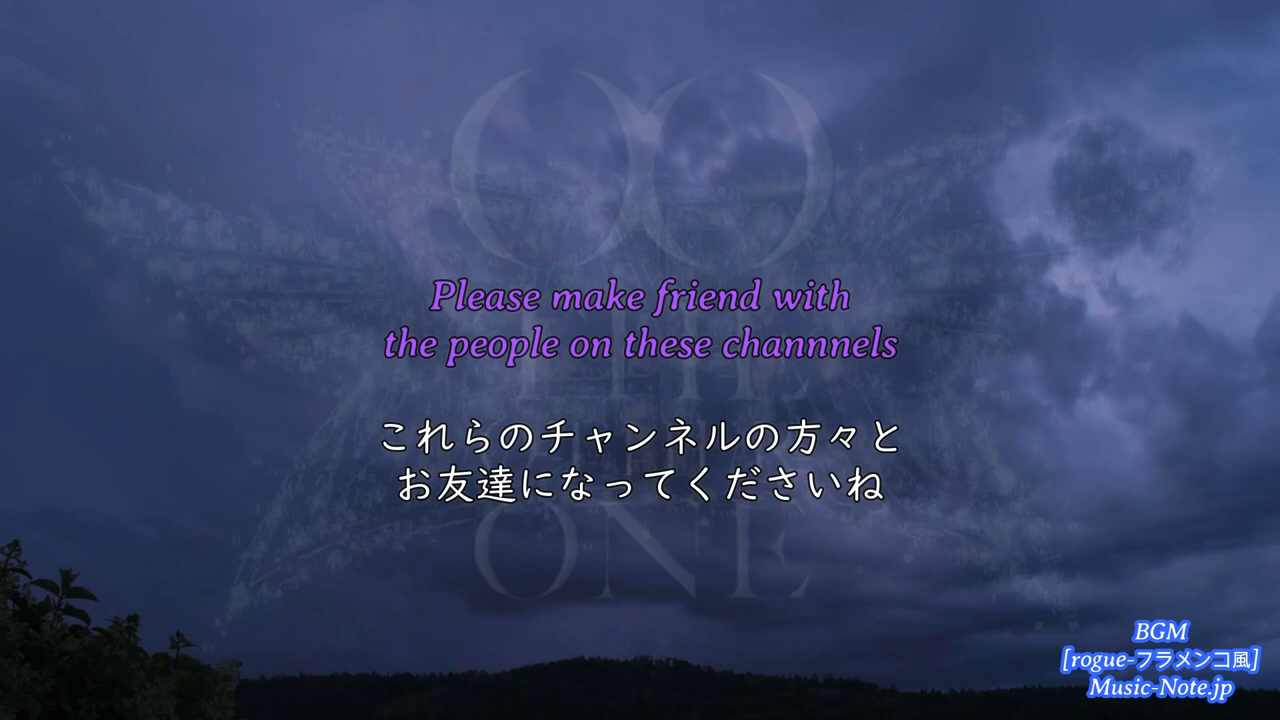 Please make friend with
the people on these channnels
これらのチャンネルの方々と
お友達になってくださいね
ONE
BGM
[rogue-フラメンコ風]
Music-Note.jp